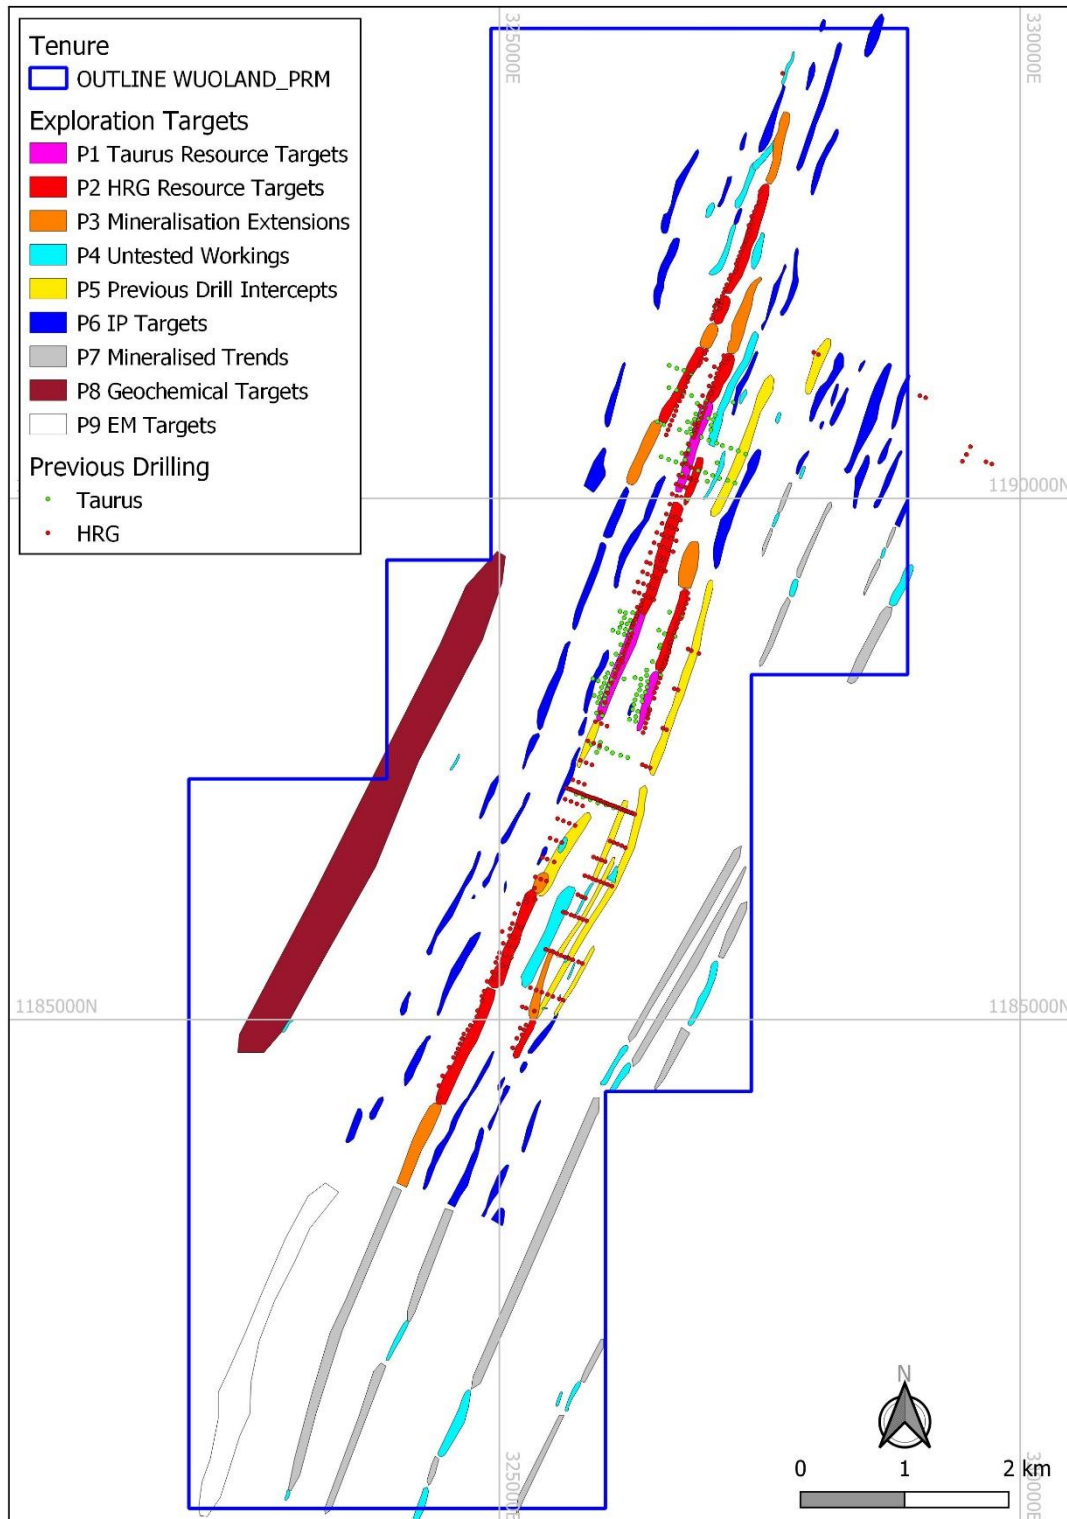 Tenure
OUTLINE WUOLAND_PRM
Exploration Targets
P1 Taurus Resource Targets
P2 HRG Resource Targets
P3 Mineralisation Extensions
P4 Untested Workings
P5 Previous Drill Intercepts
P6 IP Targets
P7 Mineralised Trends
P8 Geochemical Targets
P9 EM Targets
Previous Drilling
Taurus
HRG
325000E
330000E
1190000N
1185000N
1185000N
N
0 1 2 km
325000E